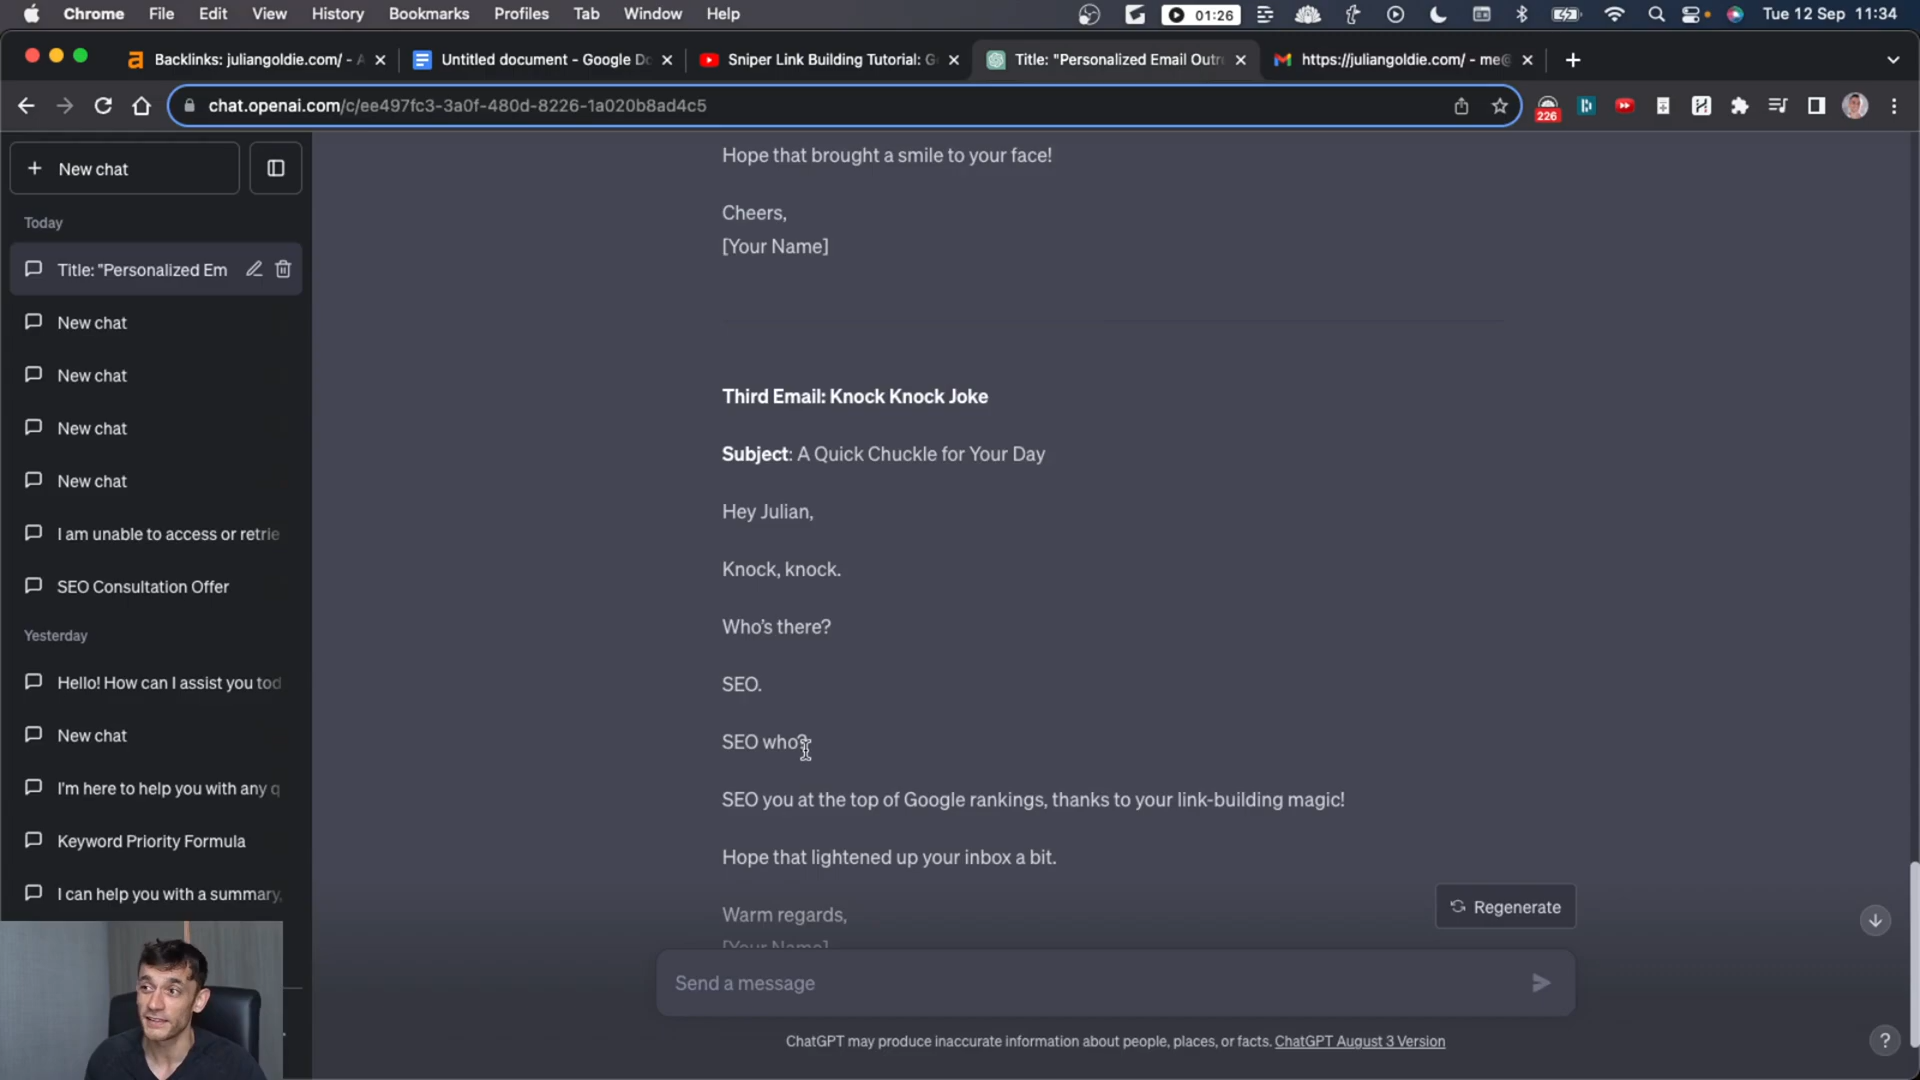 Chrome File Edit View History Bookmarks Profiles Tab Window Help 01:26 Tue 12 Sep 11:34
Backlinks: juliangoldie.com/ - A Untitled document - Google Do Sniper Link Building Tutorial: G Title: "Personalized Email Outr https://juliangoldie.com/ - me@
chat.openai.com/c/ee497fc3-3a0f-480d-8226-1a020b8ad4c5 226
New chat
Today
Title: "Personalized Em
New chat
New chat
New chat
New chat
I am unable to access or retrie
SEO Consultation Offer
Yesterday
Hello! How can I assist you tod
New chat
I'm here to help you with any q
Keyword Priority Formula
I can help you with a summary,
Hope that brought a smile to your face!
Cheers,
[Your Name]
Third Email: Knock Knock Joke
Subject: A Quick Chuckle for Your Day
Hey Julian,
Knock, knock.
Who's there?
SEO.
SEO who?
SEO you at the top of Google rankings, thanks to your link-building magic!
Hope that lightened up your inbox a bit.
Warm regards,
[Your Name]
Regenerate
Send a message
ChatGPT may produce inaccurate information about people, places, or facts. ChatGPT August 3 Version
?